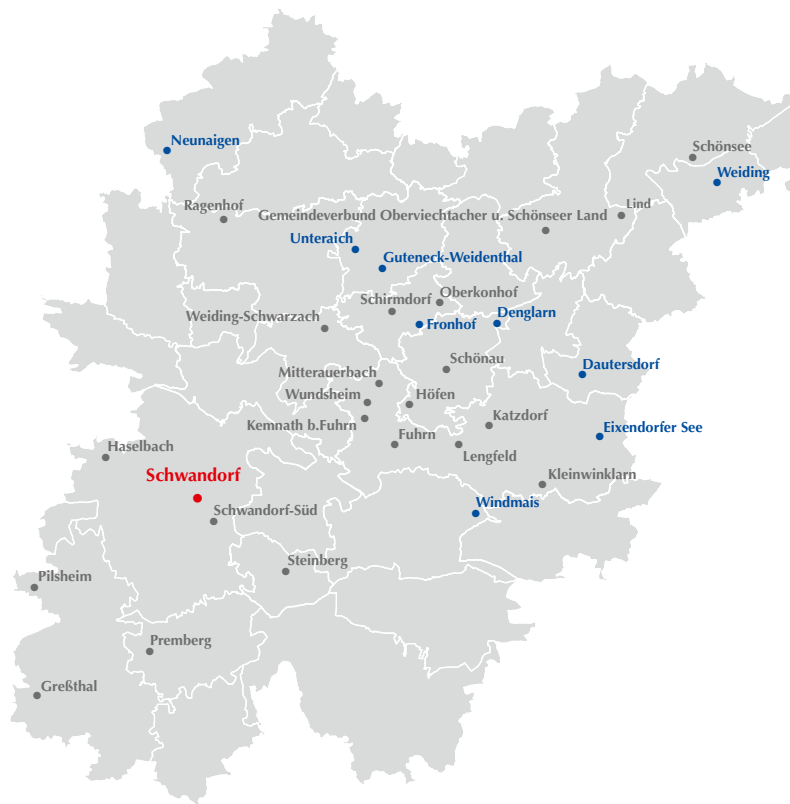 Neunaigen
Schönsee
Weiding
Ragenhof
Lind
Gemeindeverbund Oberviechtacher u. Schönseer Land
Unteraich
Guteneck-Weidenthal
Oberkonhof
Schirmdorf
Weiding-Schwarzach
Denglarn
Fronhof
Schönau
Dautersdorf
Mitterauerbach
Wundsheim
Höfen
Katzdorf
Kemnath b.Fuhrn
Eixendorfer See
Fuhrn
Haselbach
Lengfeld
Schwandorf
Kleinwinklarn
Windmais
Schwandorf-Süd
Steinberg
Pilsheim
Premberg
Greßthal